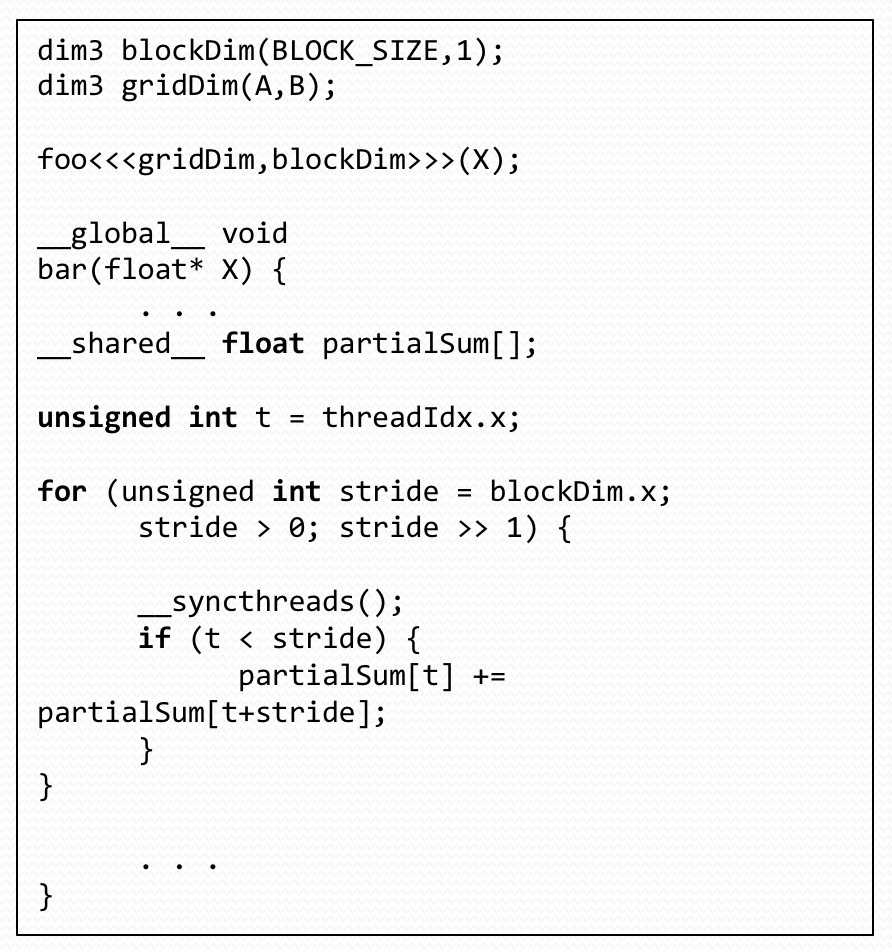 dim3 blockDim(BLOCK_SIZE,1);
dim3 gridDim(A,B);
foo<<<gridDim,blockDim>>>(X);
__global__ void
bar(float* X) {
. . .
__shared__ float partialSum[];
unsigned int t = threadIdx.x;
for (unsigned int stride = blockDim.x;
stride > 0; stride >> 1) {
__syncthreads();
if (t < stride) {
partialSum[t] +=
partialSum[t+stride];
}
}
. . .
}